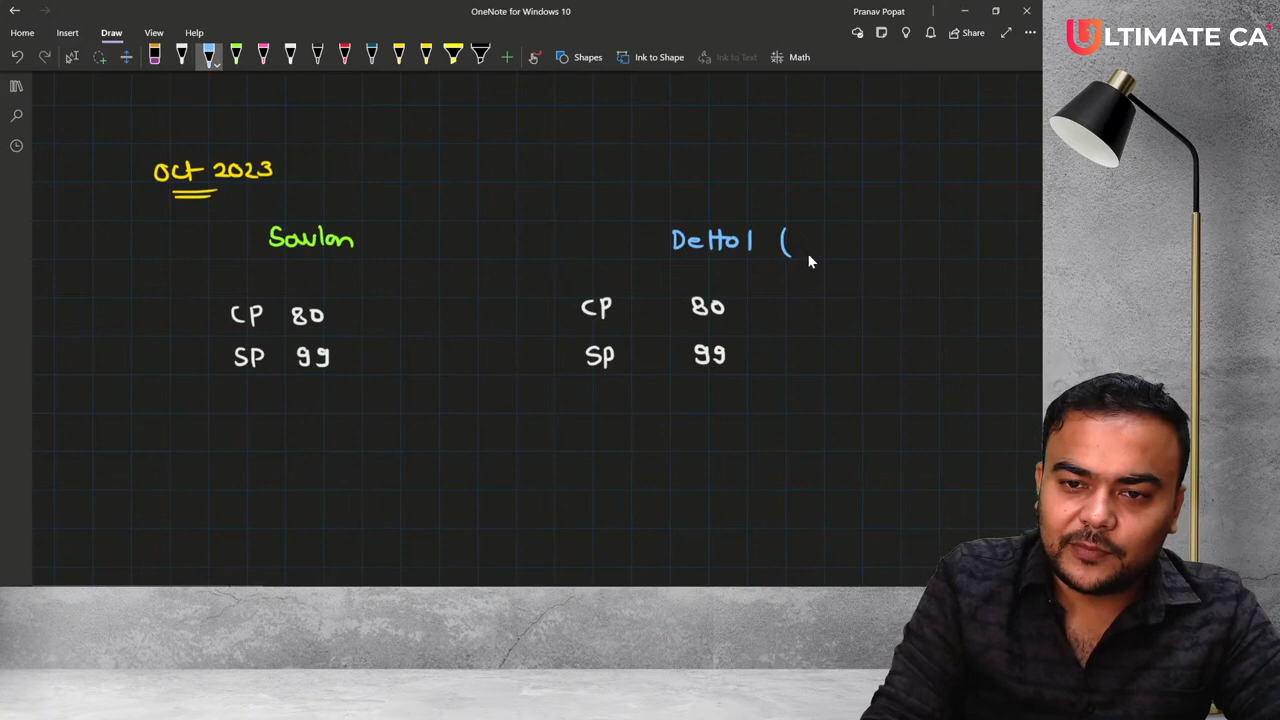 OneNote for Windows 10
Pranav Popat
Home Insert Draw View Help
Share
Shapes Ink to Shape Ink to Text Math
ULTIMATE CA
Oct 2023
Savlon
Dettol (
CP 80
SP 99
CP 80
SP 99